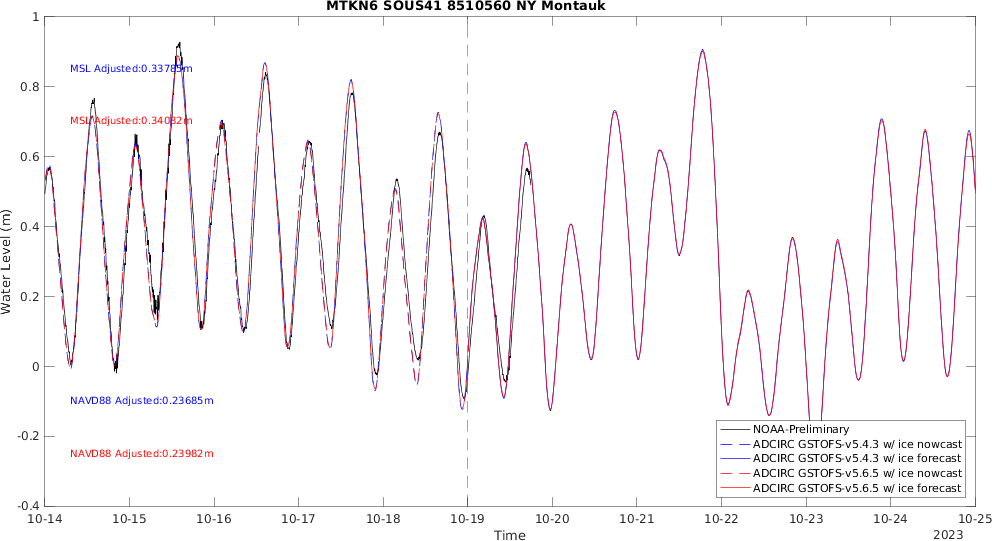 MTKN6 SOUS41 8510560 NY Montauk
1
0.8
0.6
0.4
0.2
0
-0.2
-0.4
Water Level (m)
MSL Adjusted:0.33785m
MSL Adjusted:0.34082m
NAVD88 Adjusted:0.23685m
NAVD88 Adjusted:0.23982m
NOAA-Preliminary
ADCIRC GSTOFS-v5.4.3 w/ ice nowcast
ADCIRC GSTOFS-v5.4.3 w/ ice forecast
ADCIRC GSTOFS-v5.6.5 w/ ice nowcast
ADCIRC GSTOFS-v5.6.5 w/ ice forecast
10-14 10-15 10-16 10-17 10-18 10-19 10-20 10-21 10-22 10-23 10-24 10-25
Time
2023